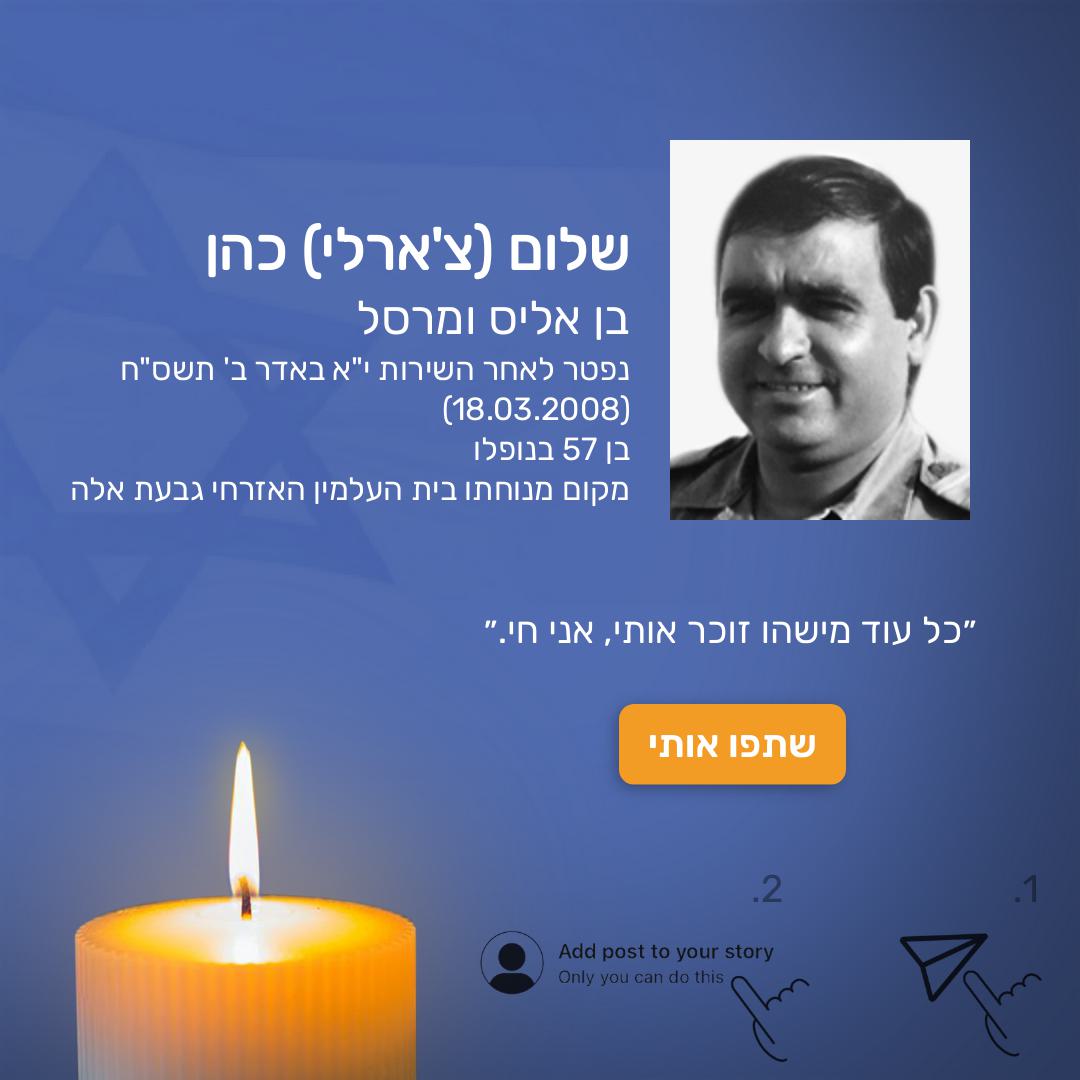 שלום (צ'ארלי) כהן
בן אליס ומרסל
נפטר לאחר השירות י"א באדר ב' תשס"ח
(18.03.2008)
בן 57 בנופלו
מקום מנוחתו בית העלמין האזרחי גבעת אלה
״כל עוד מישהו זוכר אותי, אני חי.״
שתפו אותי
1.
2.
Add post to your story
Only you can do this